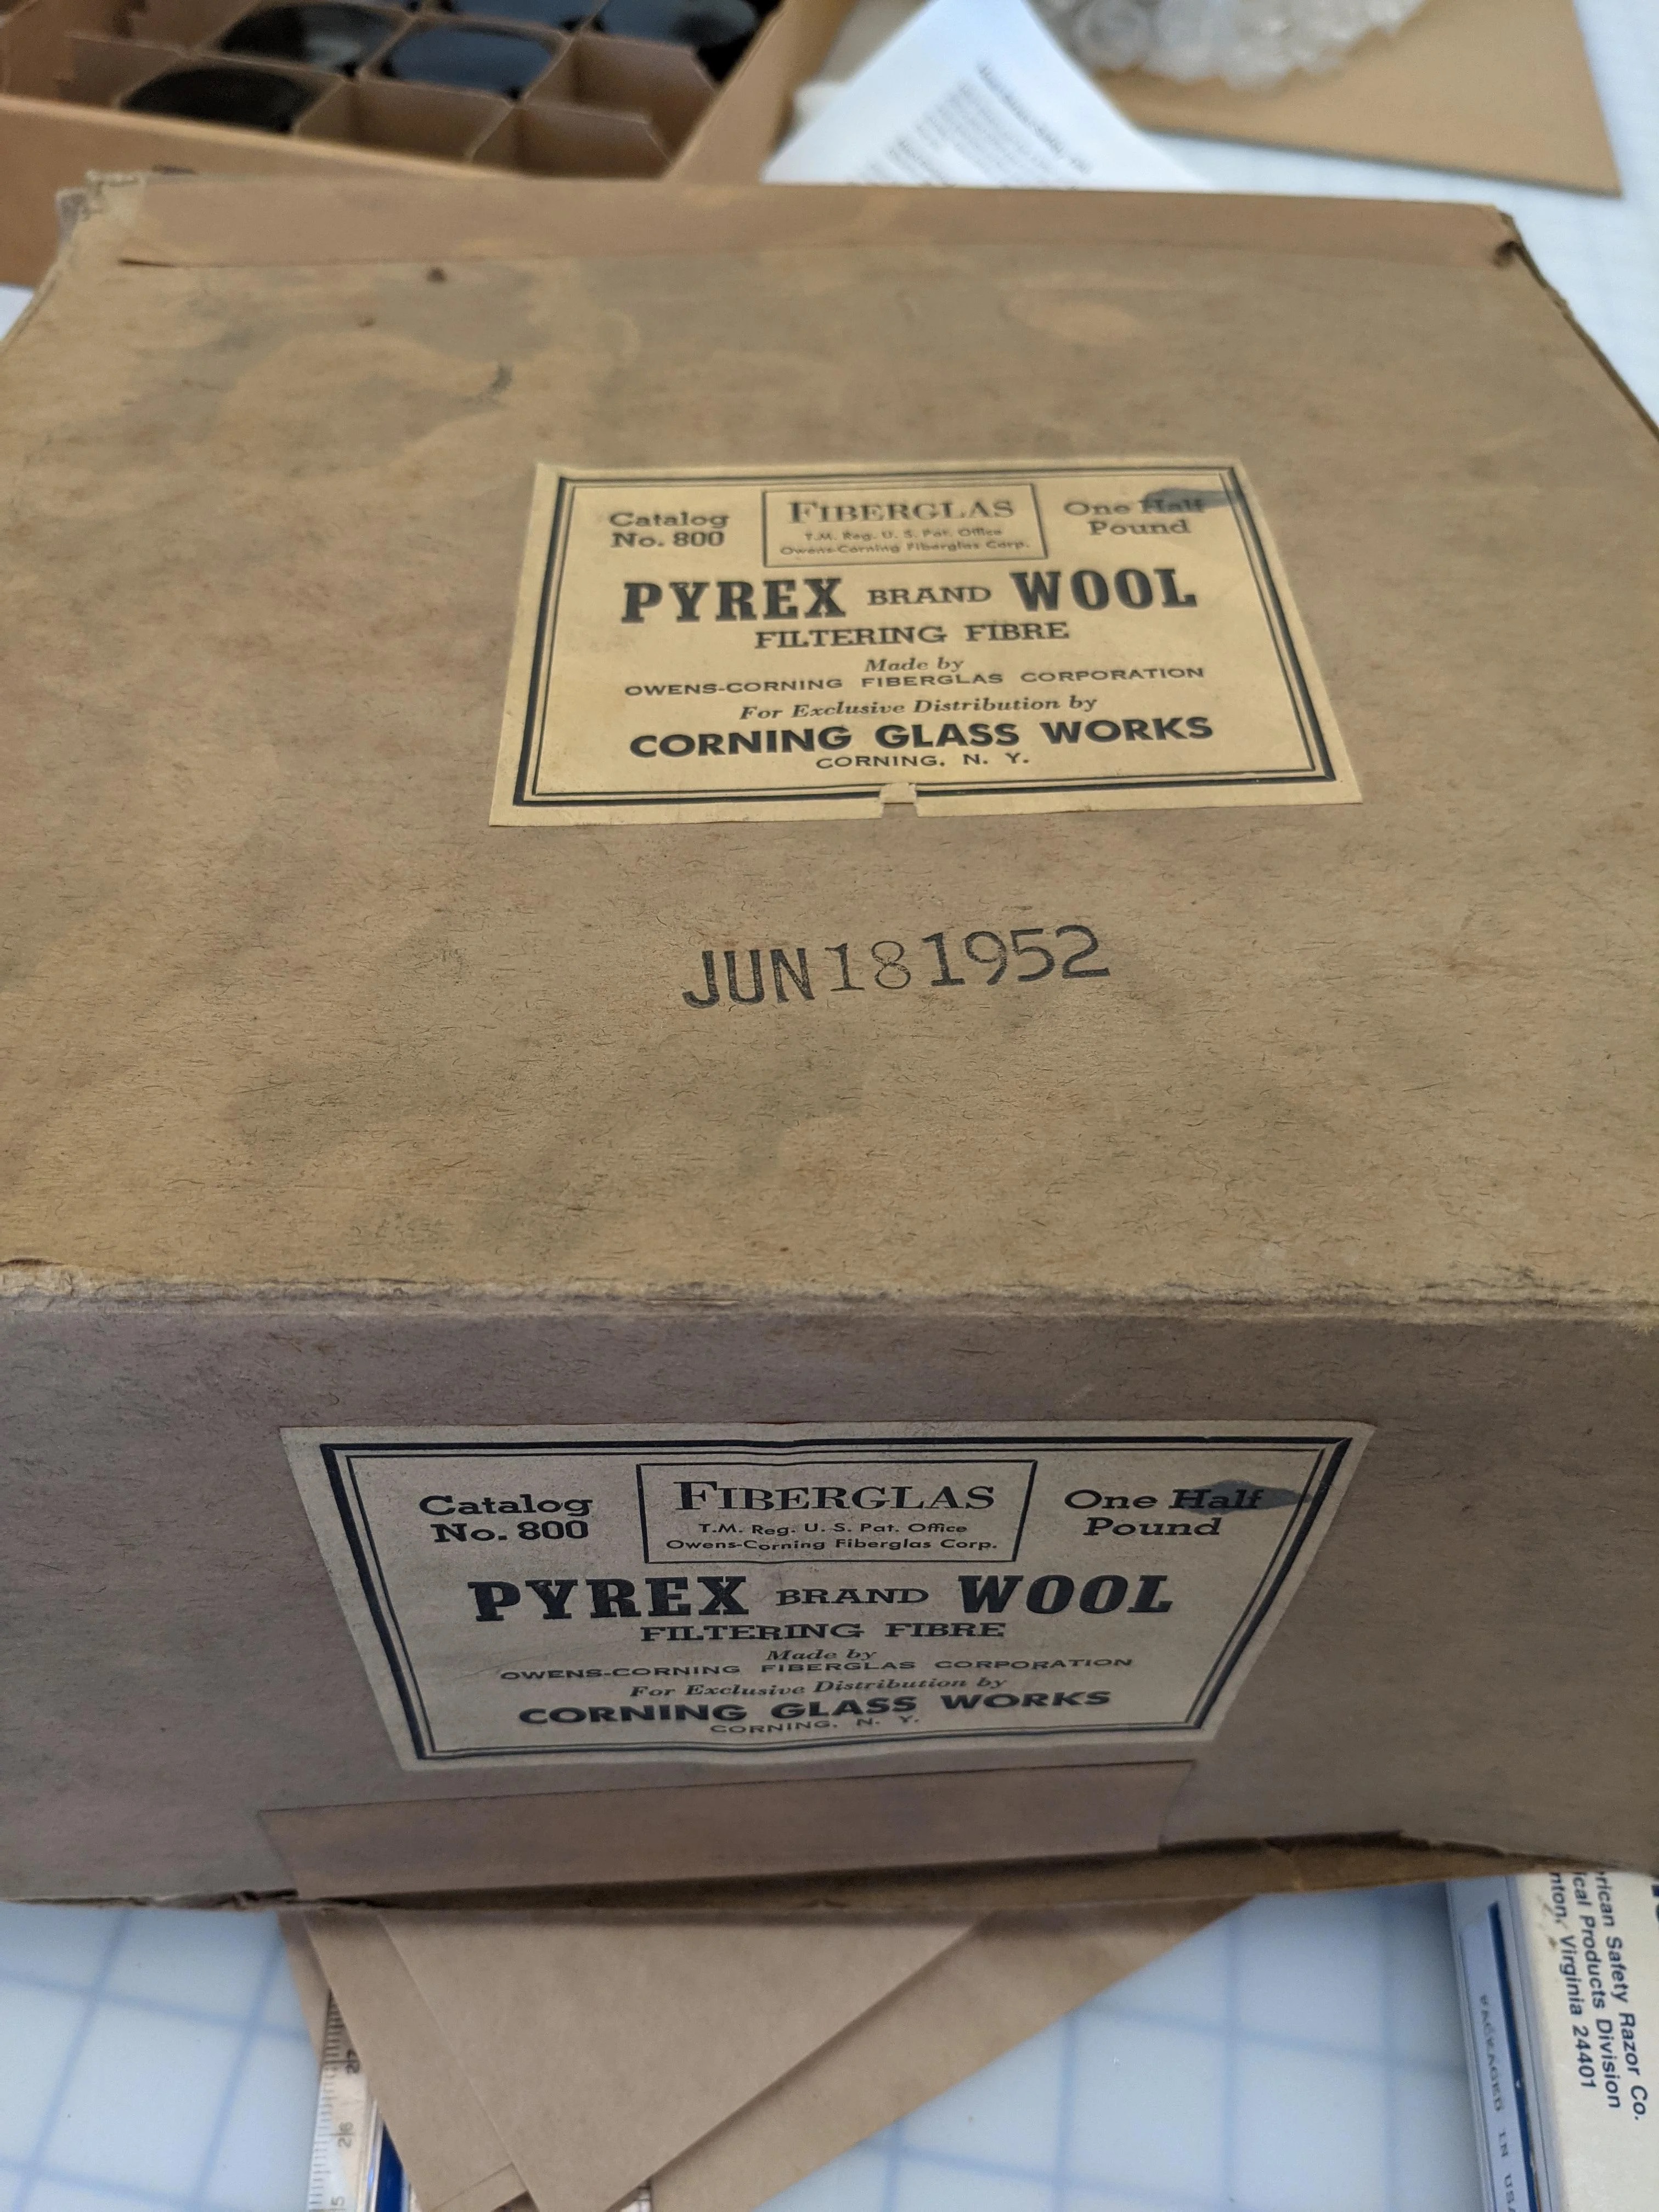 Catalog
No. 800
FIBERGLAS
T.M. Reg. U. S. Pat. Office
Owens-Corning Fiberglas Corp.
One Half
Pound
PYREX BRAND WOOL
FILTERING FIBRE
Made by
OWENS-CORNING FIBERGLAS CORPORATION
For Exclusive Distribution by
CORNING GLASS WORKS
CORNING, N. Y.
JUN 18 1952
Catalog
No. 800
FIBERGLAS
T.M. Reg. U. S. Pat. Office
Owens-Corning Fiberglas Corp.
One Half
Pound
PYREX BRAND WOOL
FILTERING FIBRE
Made by
OWENS-CORNING FIBERGLAS CORPORATION
For Exclusive Distribution by
CORNING GLASS WORKS
CORNING, N. Y.
Safety Razor Co.
Products Division
Virginia 24401
PACKAGED IN USA
26